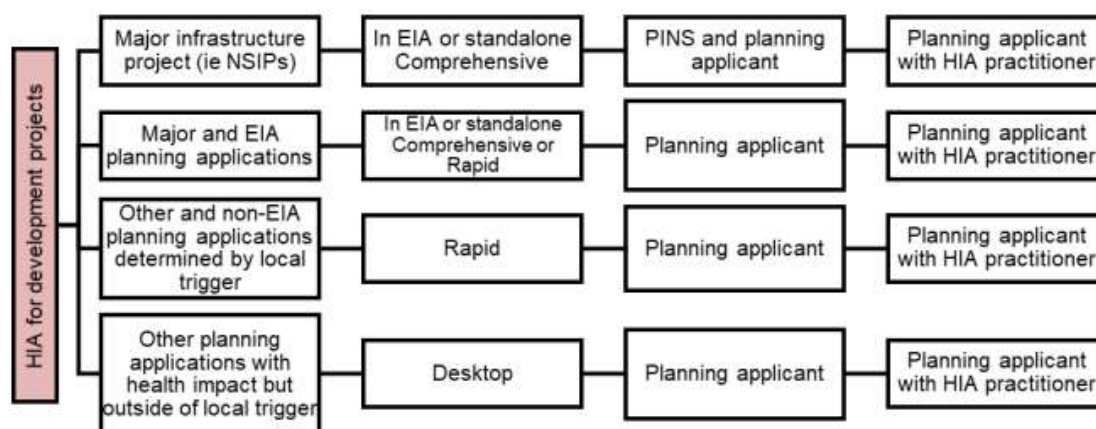 HIA for development projects
Major infrastructure
project (ie NSIPs)
In EIA or standalone
Comprehensive
PINS and planning
applicant
Planning applicant
with HIA practitioner
Major and EIA
planning applications
In EIA or standalone
Comprehensive or
Rapid
Planning applicant
Planning applicant
with HIA practitioner
Other and non-EIA
planning applications
determined by local
trigger
Rapid
Planning applicant
Planning applicant
with HIA practitioner
Other planning
applications with
health impact but
outside of local trigger
Desktop
Planning applicant
Planning applicant
with HIA practitioner